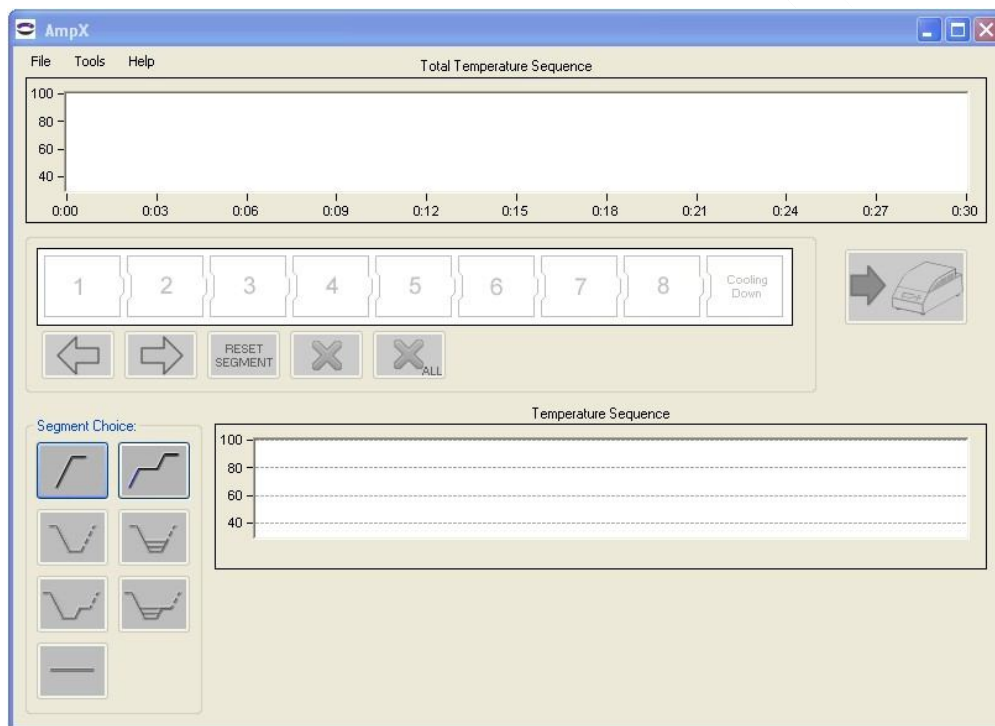 AmpX
File Tools Help
Total Temperature Sequence
100
80
60
40
0:00 0:03 0:06 0:09 0:12 0:15 0:18 0:21 0:24 0:27 0:30
1 2 3 4 5 6 7 8 Cooling
Down
RESET
SEGMENT
ALL
Segment Choice:
Temperature Sequence
100
80
60
40